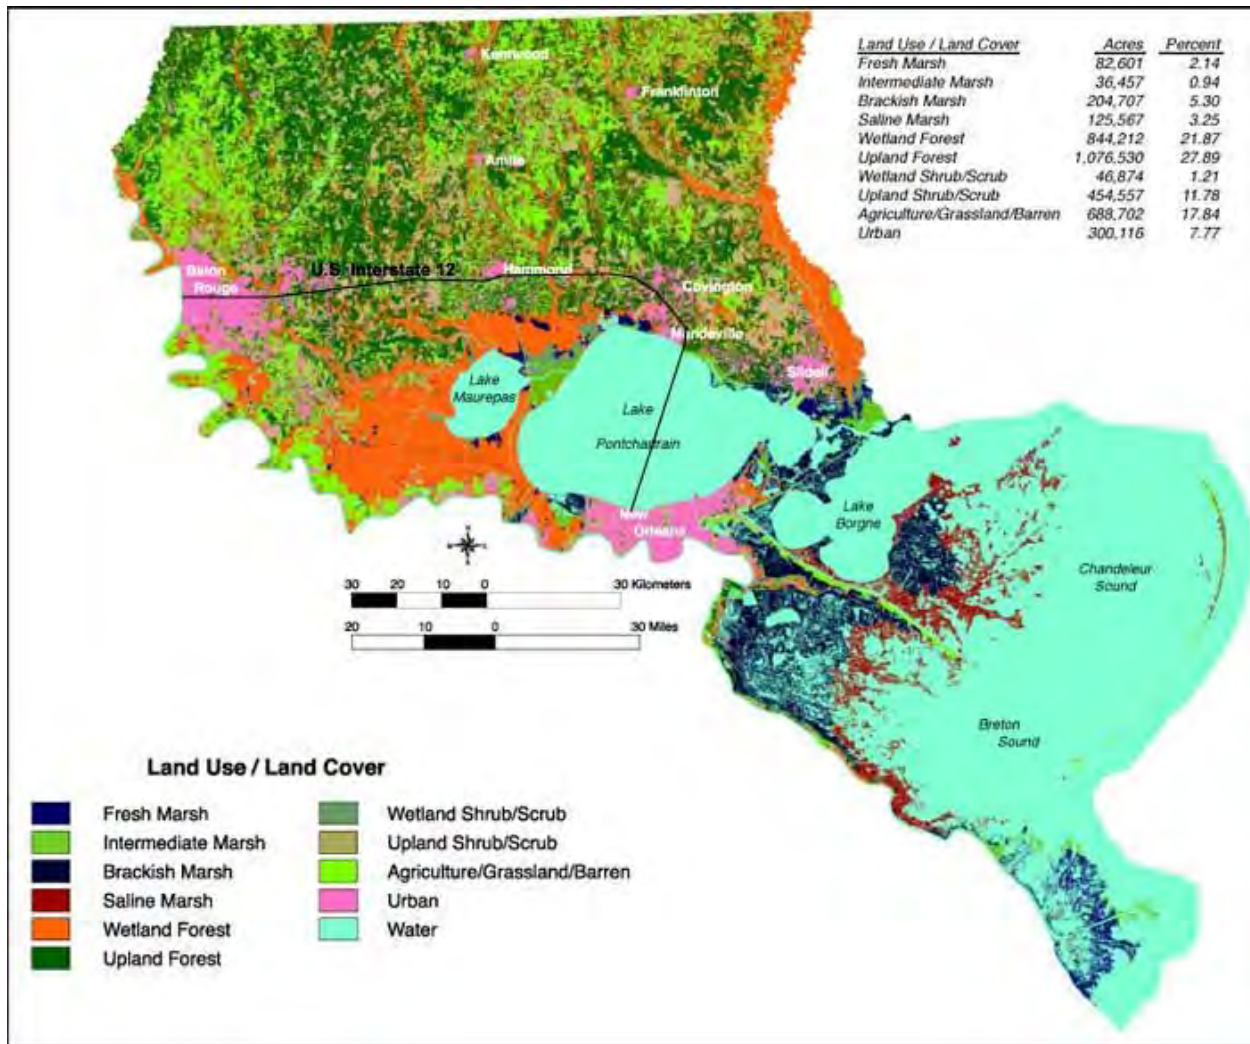 Land Use / Land Cover Acres Percent
Fresh Marsh 82,601 2.14
Intermediate Marsh 36,457 0.94
Brackish Marsh 204,707 5.30
Saline Marsh 125,567 3.25
Wetland Forest 844,212 21.87
Upland Forest 1,076,530 27.89
Wetland Shrub/Scrub 46,874 1.21
Upland Shrub/Scrub 454,557 11.78
Agriculture/Grassland/Barren 688,702 17.84
Urban 300,116 7.77
Kentwood
Franklinton
Amite
Baton
Rouge
U.S. Interstate 12
Hammond
Covington
Mandeville
Slidell
Lake
Maurepas
Lake
Pontchartrain
New
Orleans
Lake
Borgne
Chandeleur
Sound
Breton
Sound
30 20 10 0 30 Kilometers
20 10 0 30 Miles
Land Use / Land Cover
Fresh Marsh
Intermediate Marsh
Brackish Marsh
Saline Marsh
Wetland Forest
Upland Forest
Wetland Shrub/Scrub
Upland Shrub/Scrub
Agriculture/Grassland/Barren
Urban
Water